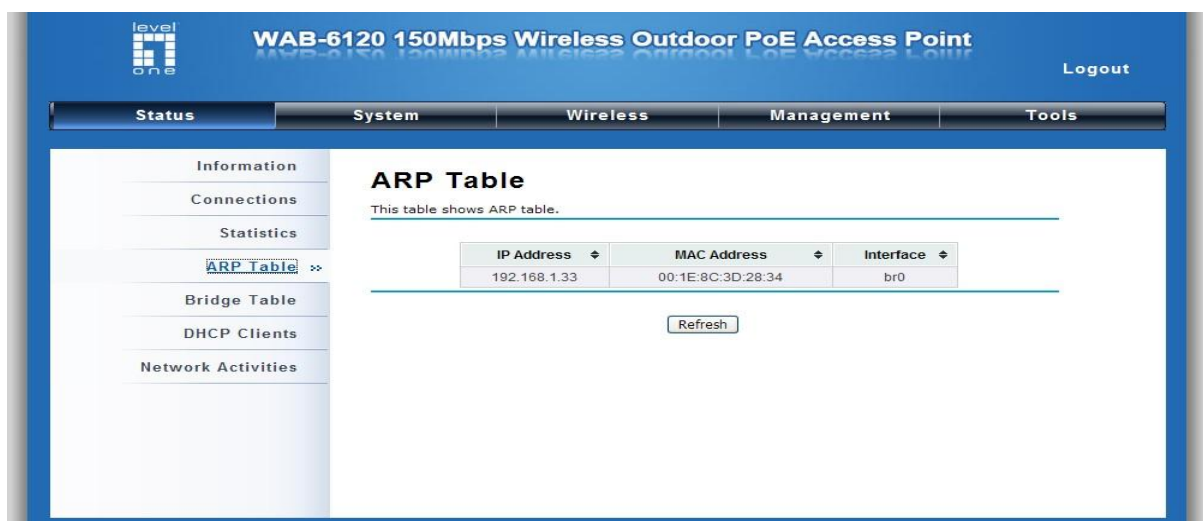 level
one
WAB-6120 150Mbps Wireless Outdoor PoE Access Point
Logout
Status System Wireless Management Tools
Information
Connections
Statistics
ARP Table »
Bridge Table
DHCP Clients
Network Activities
ARP Table
This table shows ARP table.
IP Address MAC Address Interface
192.168.1.33 00:1E:8C:3D:28:34 br0
Refresh